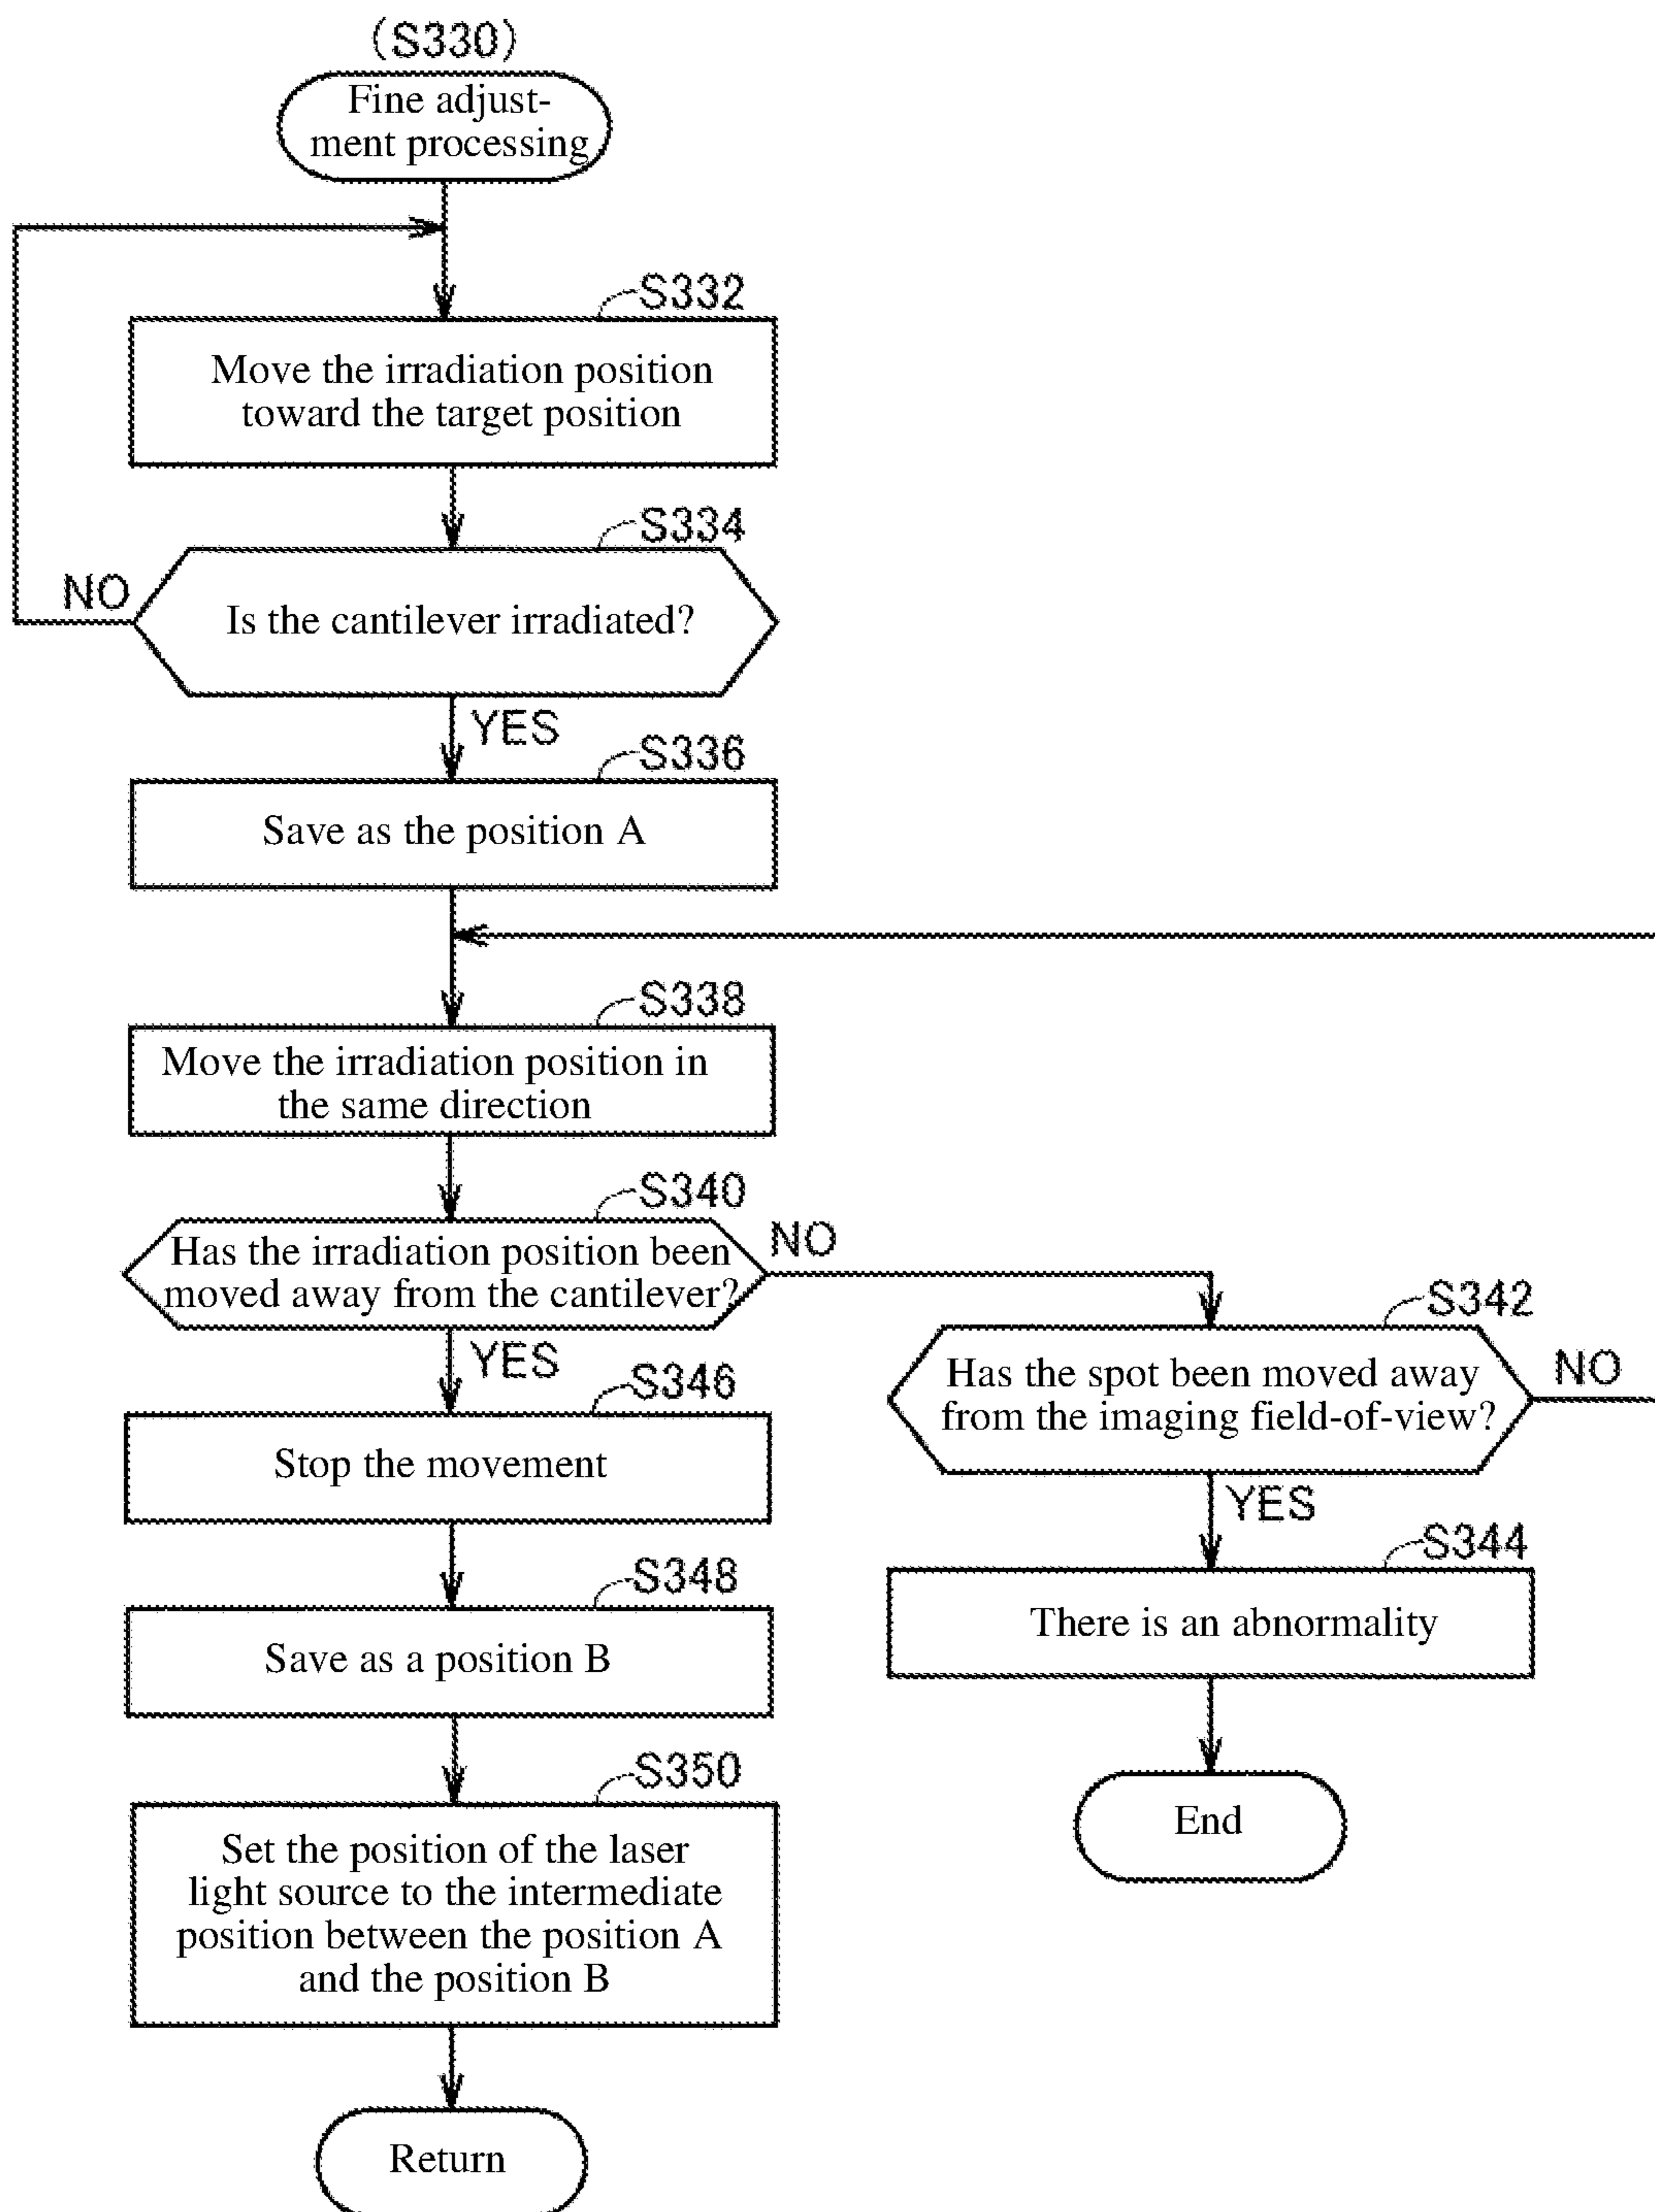 (S330)
Fine adjust-
ment processing
S332
Move the irradiation position
toward the target position
S334
NO
Is the cantilever irradiated?
YES
S336
Save as the position A
S338
Move the irradiation position in
the same direction
S340
Has the irradiation position been
moved away from the cantilever?
NO
S342
Has the spot been moved away
from the imaging field-of-view?
NO
YES
S346
Stop the movement
YES
S344
There is an abnormality
S348
Save as a position B
S350
Set the position of the laser
light source to the intermediate
position between the position A
and the position B
End
Return